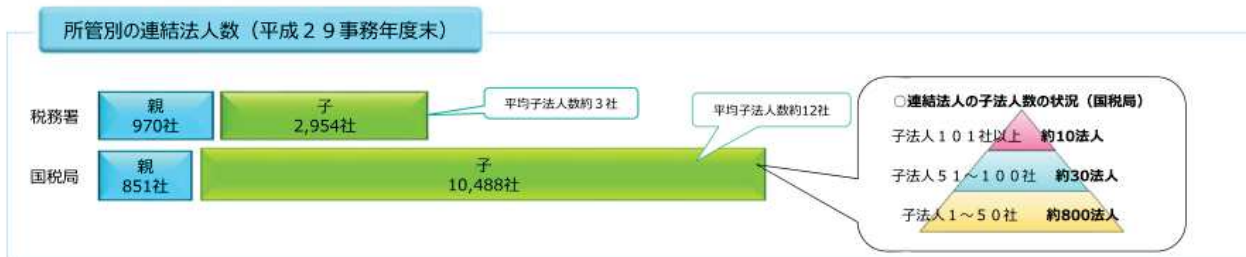 所管別の連結法人数（平成２９事務年度末）
税務署
親
970社
子
2,954社
平均子法人数約３社
国税局
親
851社
子
10,488社
平均子法人数約12社
○連結法人の子法人数の状況（国税局）
子法人１０１社以上　約10法人
子法人５１～１００社　約30法人
子法人１～５０社　約800法人